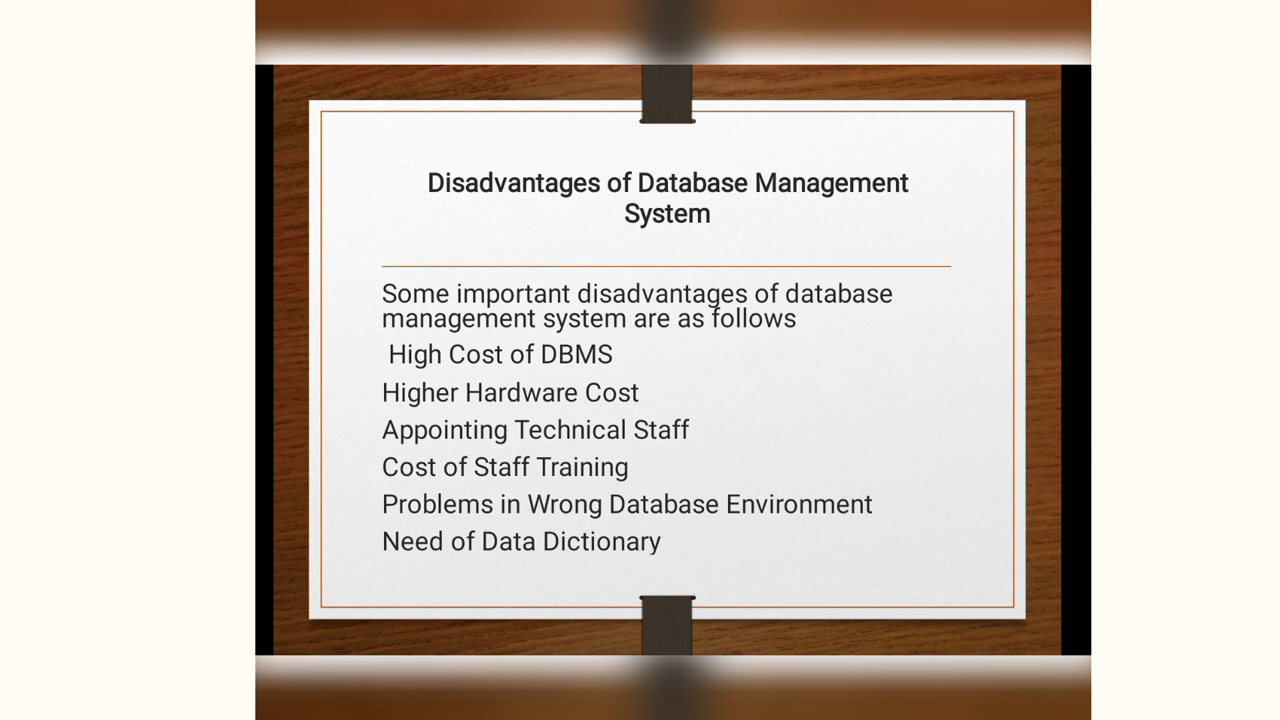 Disadvantages of Database Management
System
Some important disadvantages of database
management system are as follows
High Cost of DBMS
Higher Hardware Cost
Appointing Technical Staff
Cost of Staff Training
Problems in Wrong Database Environment
Need of Data Dictionary